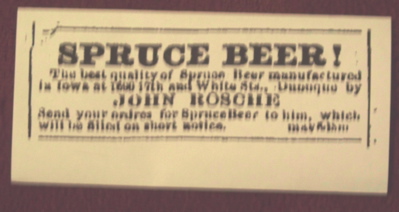 SPRUCE BEER!
The best quality of Spruce Beer manufactured
in Iowa at 17th and White Sts., Dubuque by
JOHN ROSCHE
Send your ordres for Spruce Beer to him, which
will be filled on short notice.